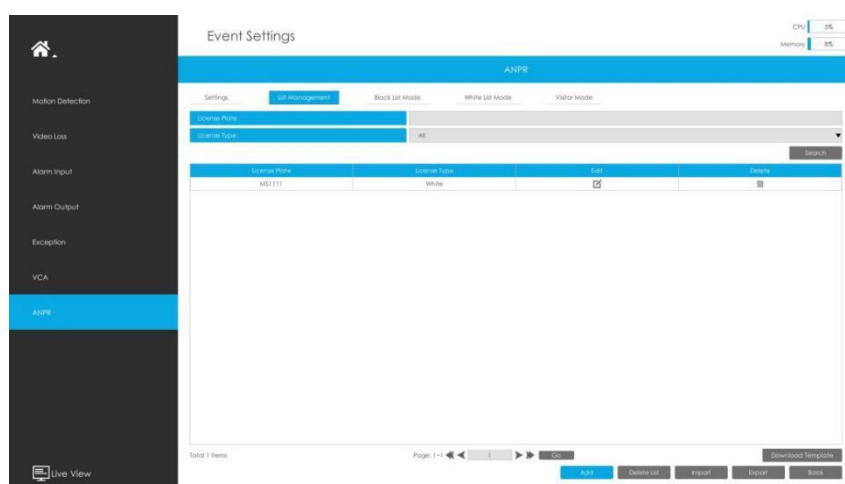 Event Settings
CPU 5%
Memory 8%
ANPR
Motion Detection
Video Loss
Alarm Input
Alarm Output
Exception
VCA
ANPR
Live View
Settings List Management Black List Mode White List Mode Visitor Mode
License Plate
License Type All
Search
License Plate License Type Edit Delete
MS1111 White
Total 1 items Page: 1~1 1 Go Download Template
Add Delete List Import Export Back